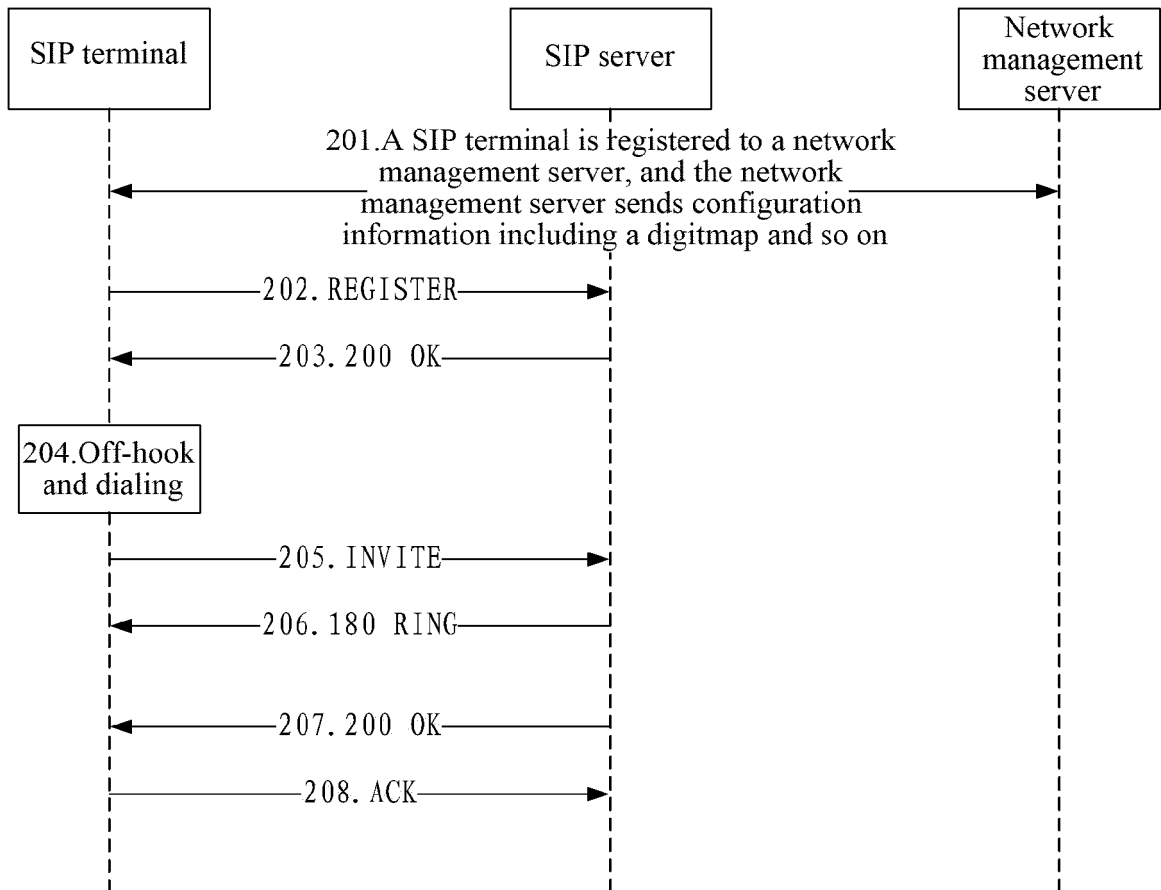 SIP terminal
SIP server
Network
management
server
201.A SIP terminal is registered to a network
management server, and the network
management server sends configuration
information including a digitmap and so on
202. REGISTER
203. 200 OK
204.Off-hook
and dialing
205. INVITE
206. 180 RING
207. 200 OK
208. ACK